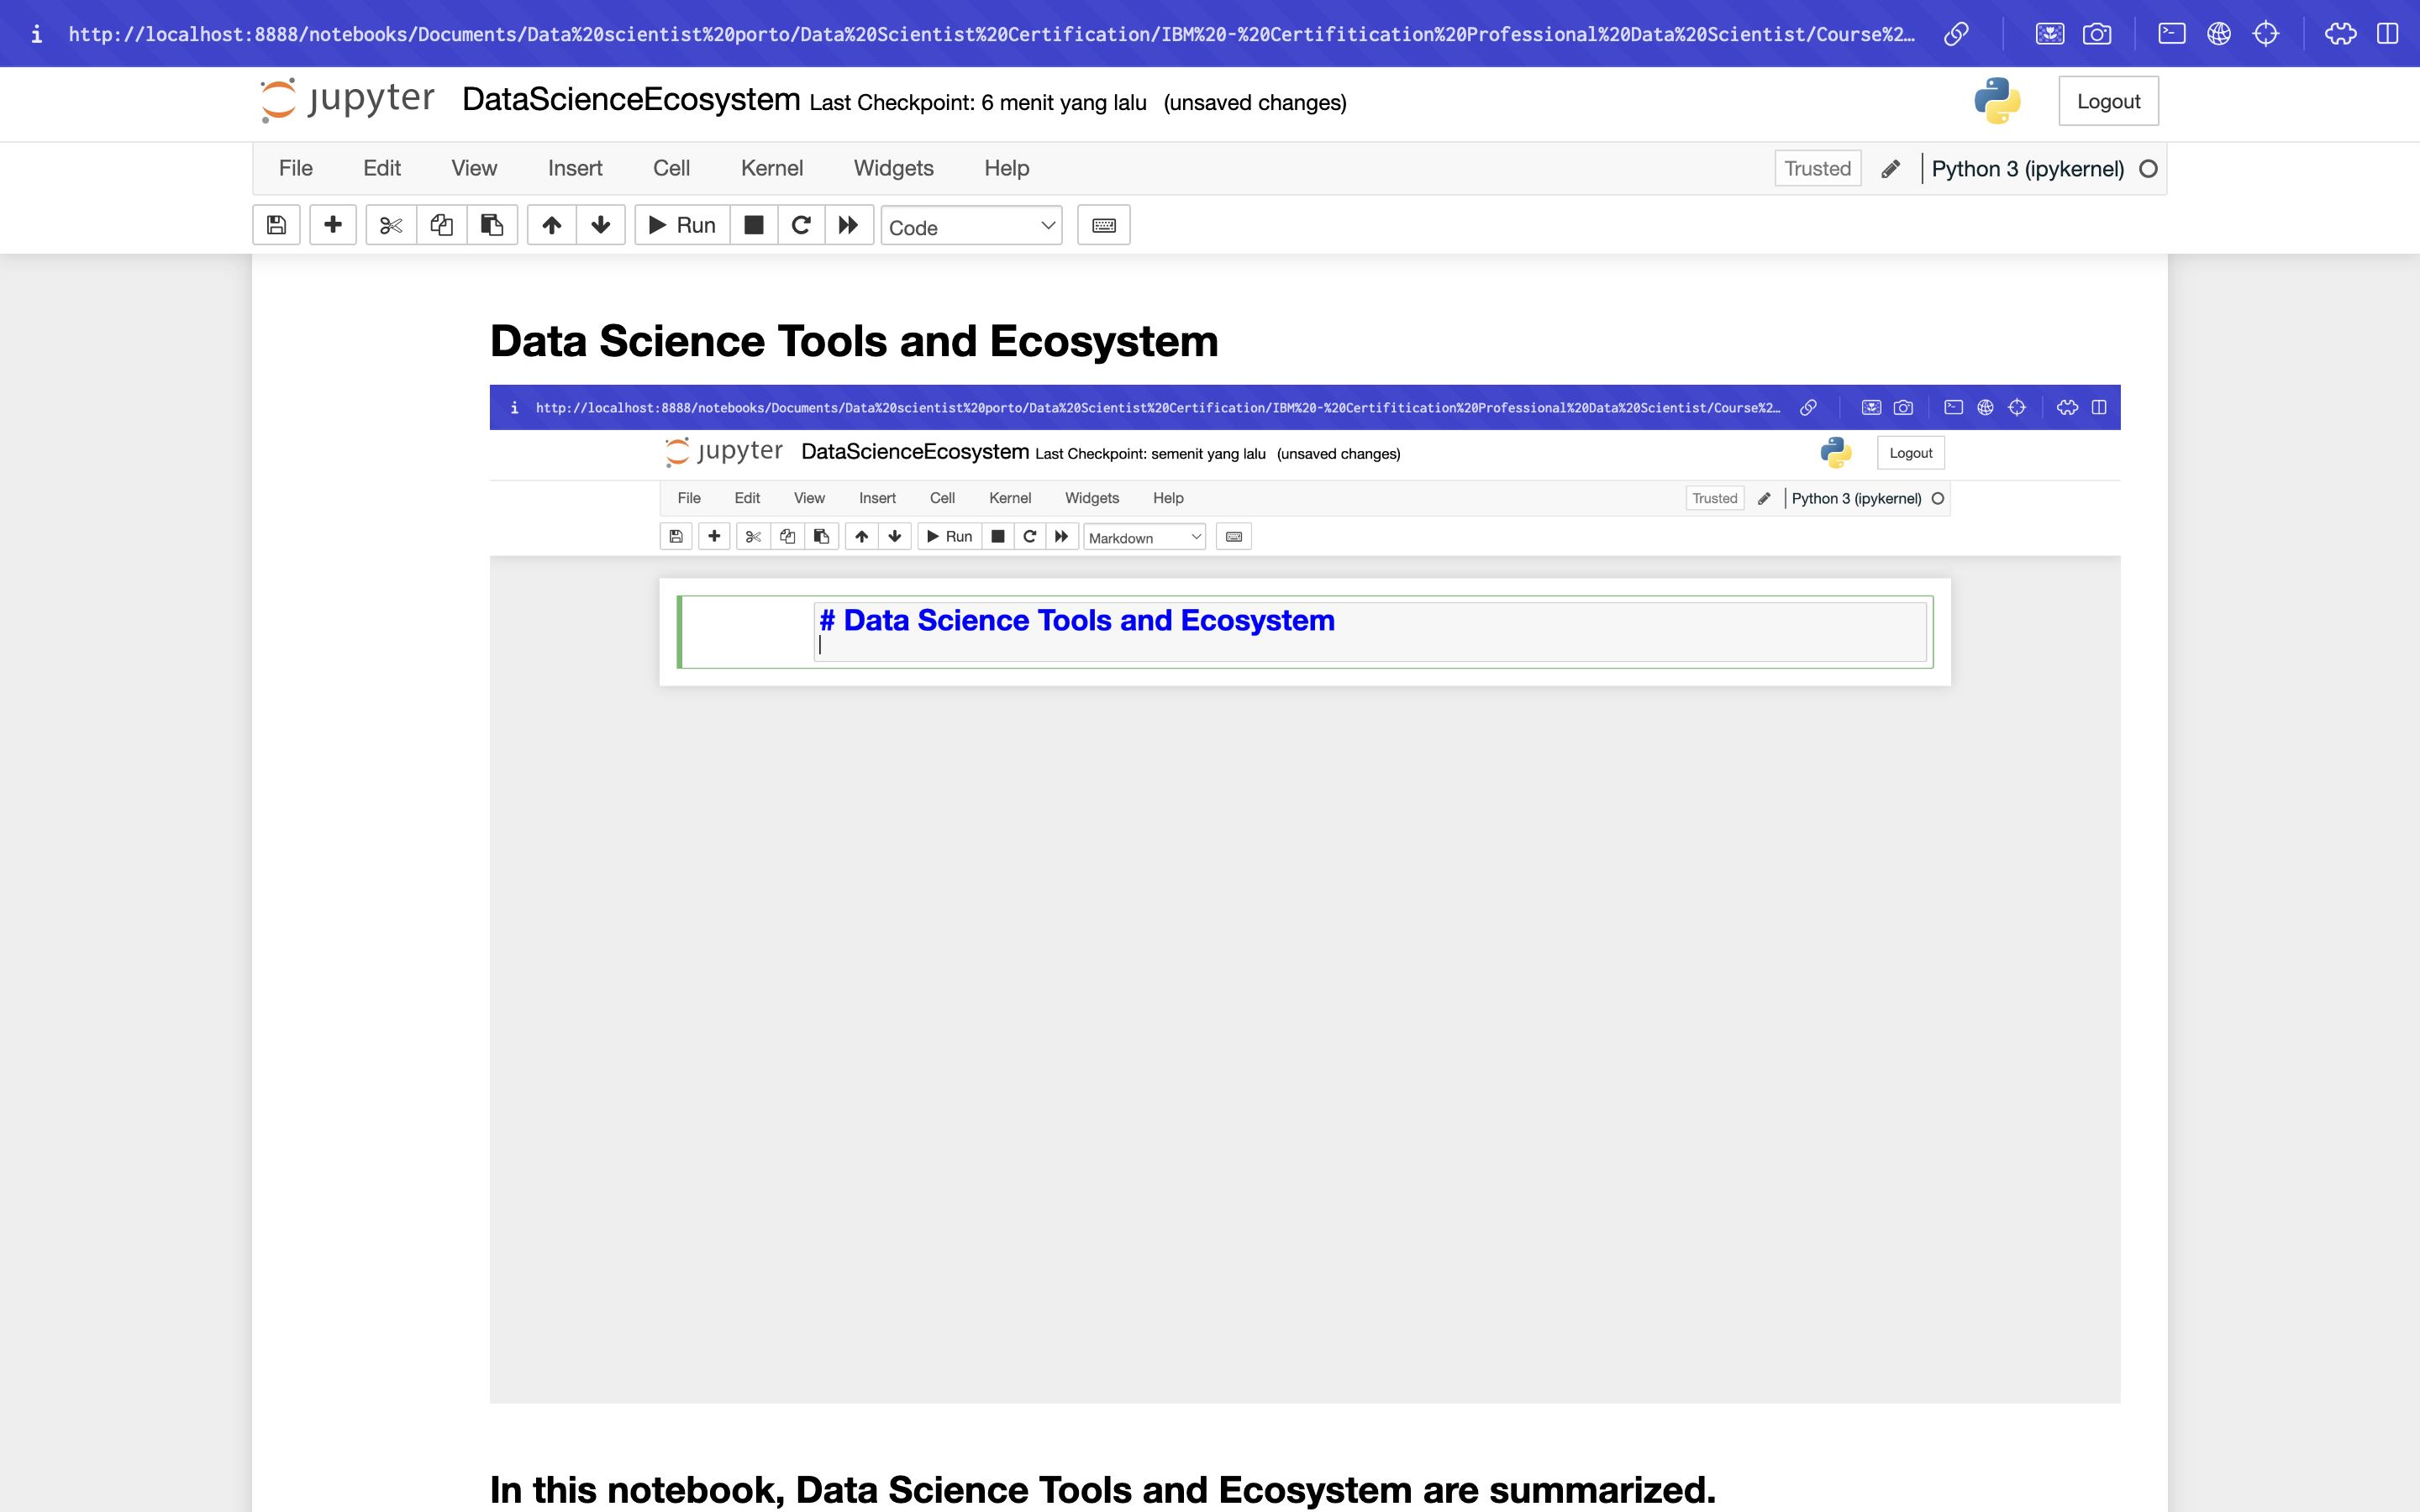 i http://localhost:8888/notebooks/Documents/Data%20scientist%20porto/Data%20Scientist%20Certification/IBM%20-%20Certifitication%20Professional%20Data%20Scientist/Course%2...
jupyter DataScienceEcosystem Last Checkpoint: 6 menit yang lalu (unsaved changes) Logout
File Edit View Insert Cell Kernel Widgets Help Trusted Python 3 (ipykernel)
Run Code
Data Science Tools and Ecosystem
i http://localhost:8888/notebooks/Documents/Data%20scientist%20porto/Data%20Scientist%20Certification/IBM%20-%20Certifitication%20Professional%20Data%20Scientist/Course%2...
jupyter DataScienceEcosystem Last Checkpoint: semenit yang lalu (unsaved changes) Logout
File Edit View Insert Cell Kernel Widgets Help Trusted Python 3 (ipykernel)
Run Markdown
# Data Science Tools and Ecosystem
In this notebook, Data Science Tools and Ecosystem are summarized.